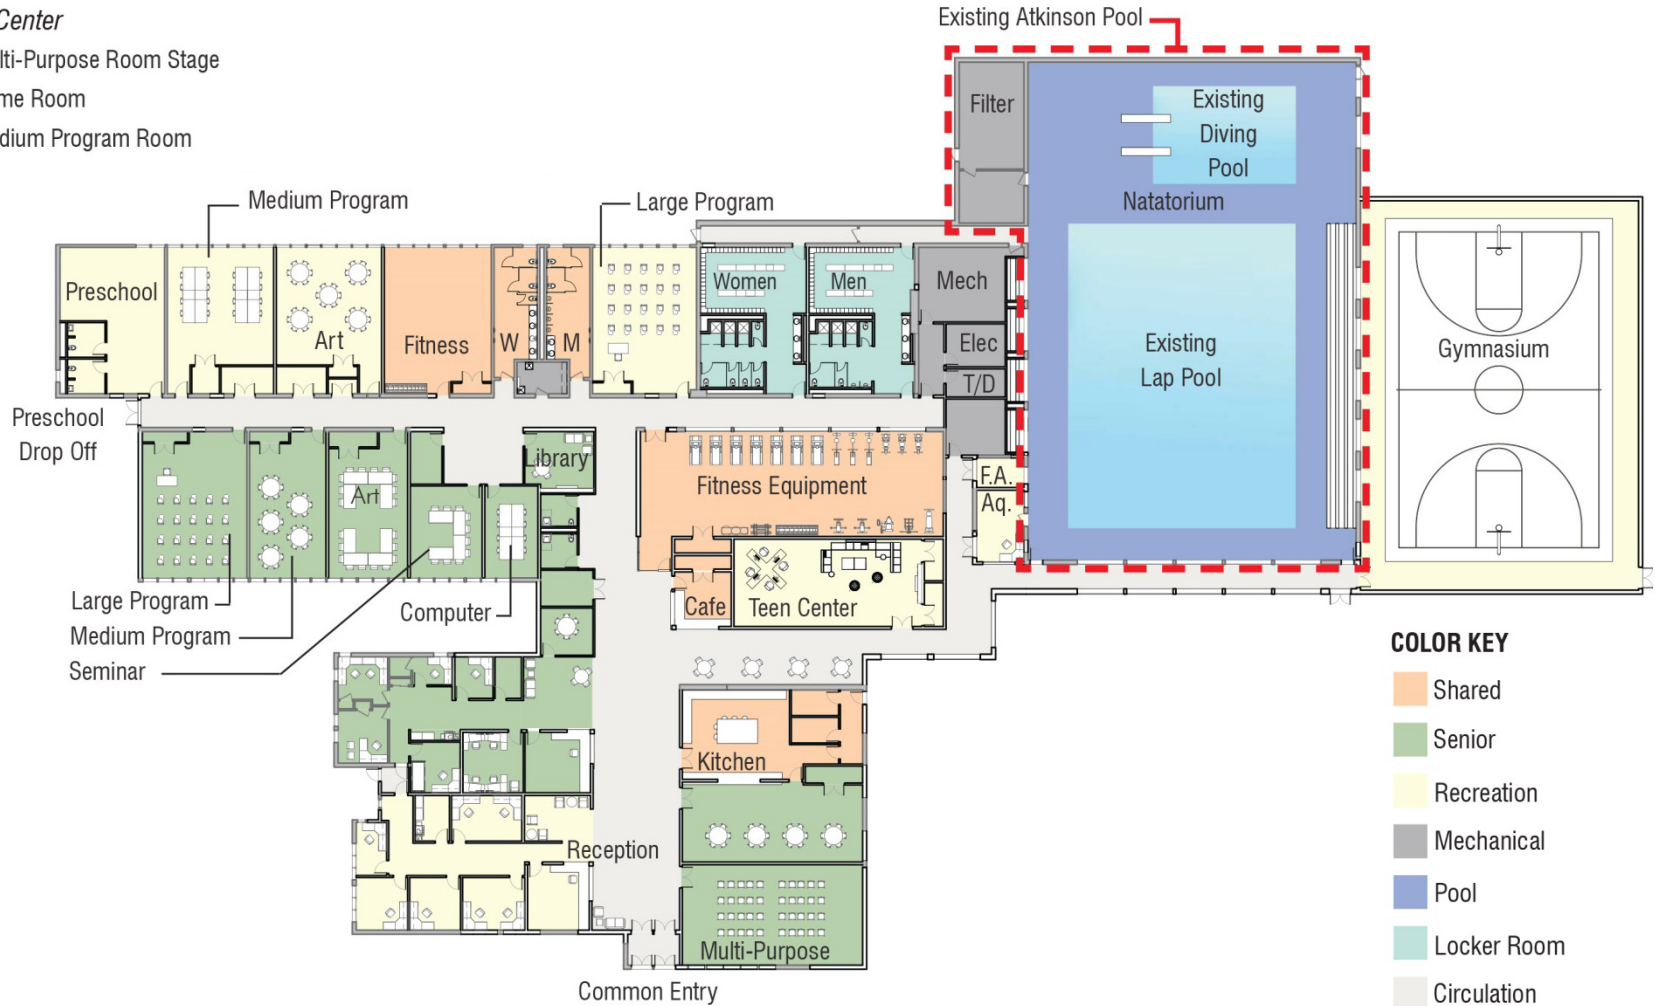 Center
lti-Purpose Room Stage
me Room
dium Program Room
Existing Atkinson Pool
Filter
Existing
Diving
Pool
Natatorium
Medium Program
Large Program
Preschool
Art
Fitness
W
M
Women
Men
Mech
Elec
T/D
Existing
Lap Pool
Gymnasium
Preschool
Drop Off
Art
Library
Fitness Equipment
F.A.
Aq.
Large Program
Medium Program
Seminar
Computer
Cafe
Teen Center
Kitchen
Reception
Multi-Purpose
Common Entry
COLOR KEY
Shared
Senior
Recreation
Mechanical
Pool
Locker Room
Circulation